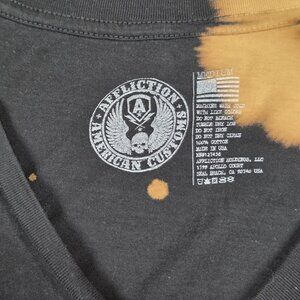 AFFLICTION
A
AMERICAN CUSTOMS
MEDIUM
MACHINE WASH COLD
WITH LIKE COLORS
DO NOT BLEACH
TUMBLE DRY LOW
DO NOT IRON
DO NOT DRY CLEAN
100% COTTON
MADE IN USA
AFFLICTION HOLDINGS, LLC
1799 APOLLO COURT
SEAL BEACH, CA 90740 USA